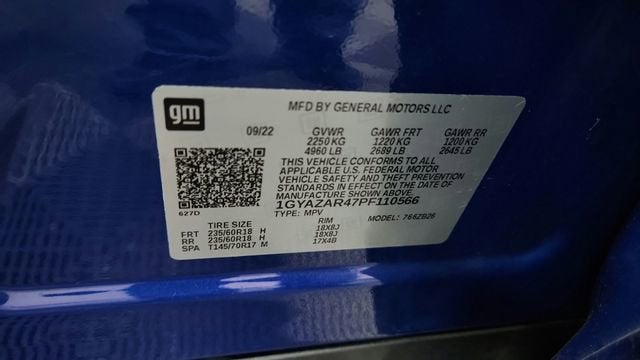 gm
MFD BY GENERAL MOTORS LLC
09/22 GVWR GAWR FRT GAWR RR
2250 KG 1220 KG 1200 KG
4960 LB 2689 LB 2645 LB
THIS VEHICLE CONFORMS TO ALL
APPLICABLE U.S. FEDERAL MOTOR
VEHICLE SAFETY AND THEFT
PREVENTION STANDARDS IN EFFECT ON
THE DATE OF
MANUFACTURE SHOWN ABOVE.
1GYAZAR47PF110566
627D
TYPE: MPV MODEL: 766ZB26
TIRE SIZE RIM
FRT 235/60R18 H 18X8J
RR 235/60R18 H 18X8J
SPA T145/70R17 M 17X4B